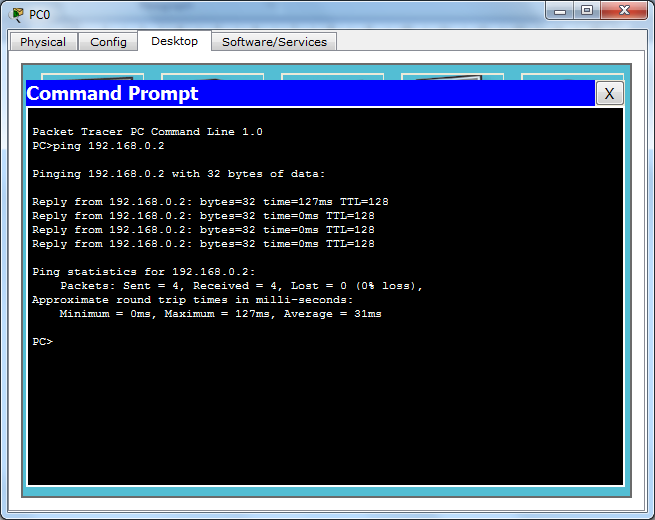 PC0
Physical Config Desktop Software/Services
Command Prompt X
Packet Tracer PC Command Line 1.0
PC>ping 192.168.0.2
Pinging 192.168.0.2 with 32 bytes of data:
Reply from 192.168.0.2: bytes=32 time=127ms TTL=128
Reply from 192.168.0.2: bytes=32 time=0ms TTL=128
Reply from 192.168.0.2: bytes=32 time=0ms TTL=128
Reply from 192.168.0.2: bytes=32 time=0ms TTL=128
Ping statistics for 192.168.0.2:
    Packets: Sent = 4, Received = 4, Lost = 0 (0% loss),
Approximate round trip times in milli-seconds:
    Minimum = 0ms, Maximum = 127ms, Average = 31ms
PC>